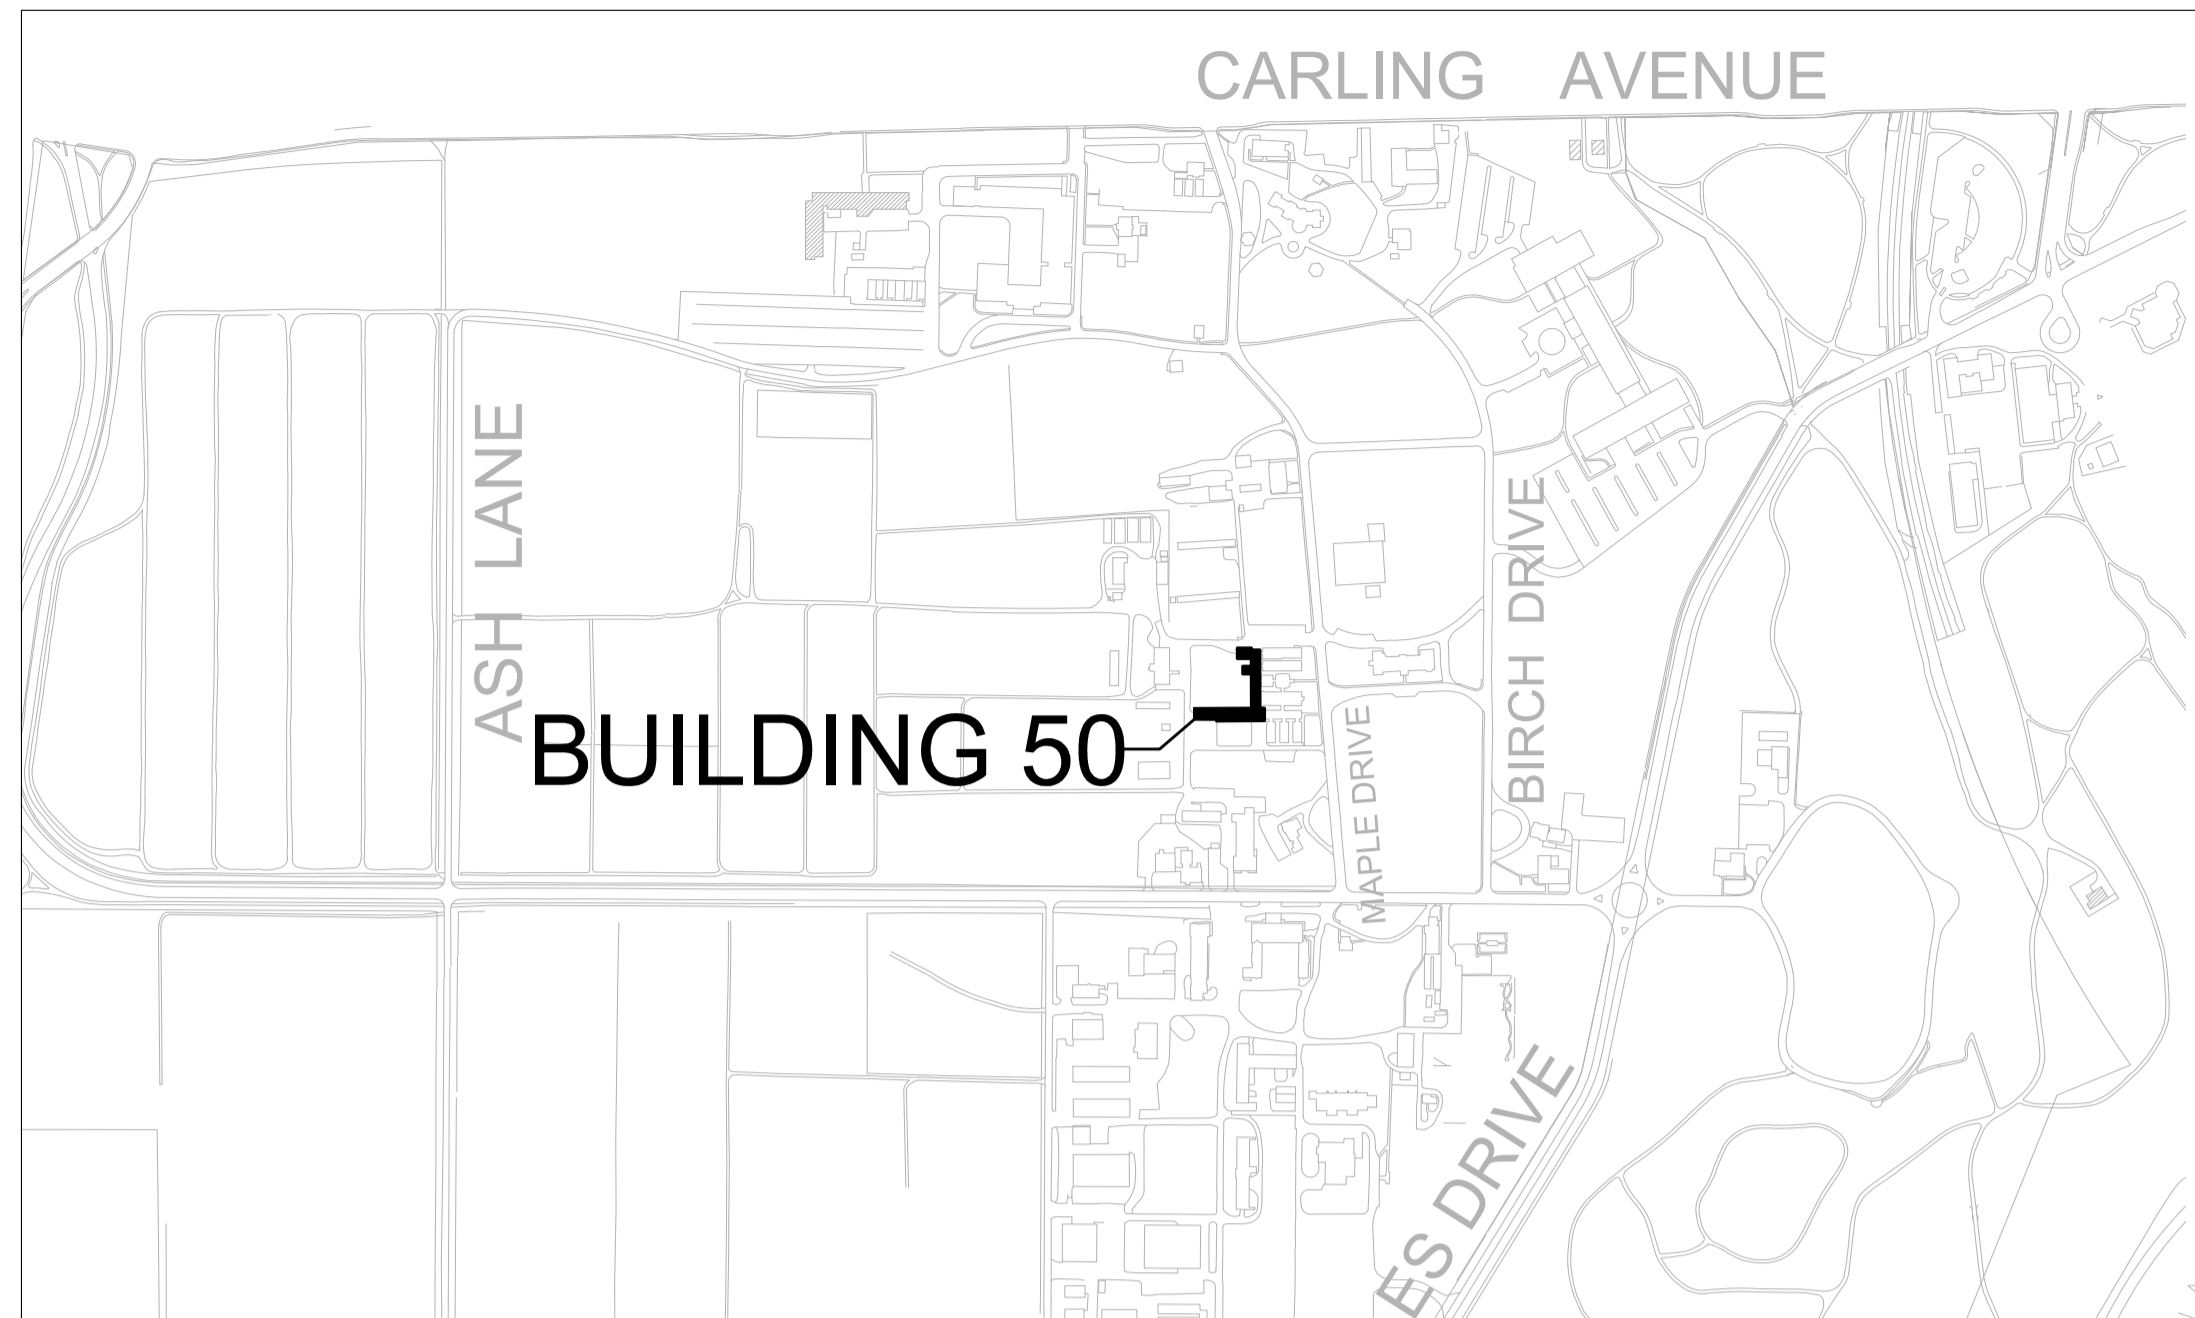 CARLING AVENUE
ASH LANE
BUILDING 50
BIRCH DRIVE
MAPLE DRIVE
ES DRIVE